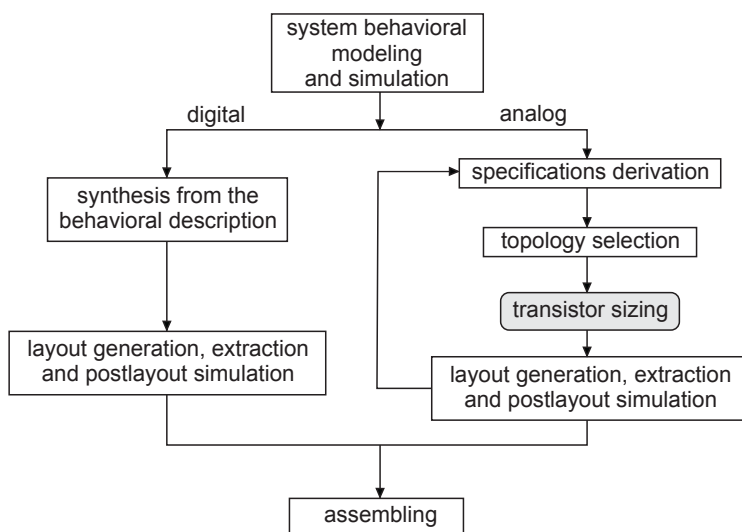 system behavioral
modeling
and simulation
digital
analog
synthesis from the
behavioral description
layout generation, extraction
and postlayout simulation
specifications derivation
topology selection
transistor sizing
layout generation, extraction
and postlayout simulation
assembling